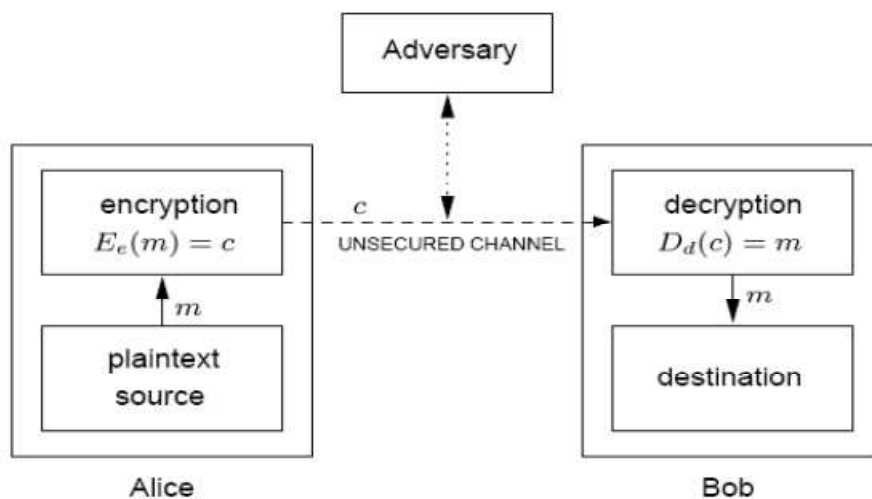 Adversary
encryption
E_e(m) = c
c
UNSECURED CHANNEL
decryption
D_d(c) = m
m
m
plaintext
source
destination
Alice
Bob